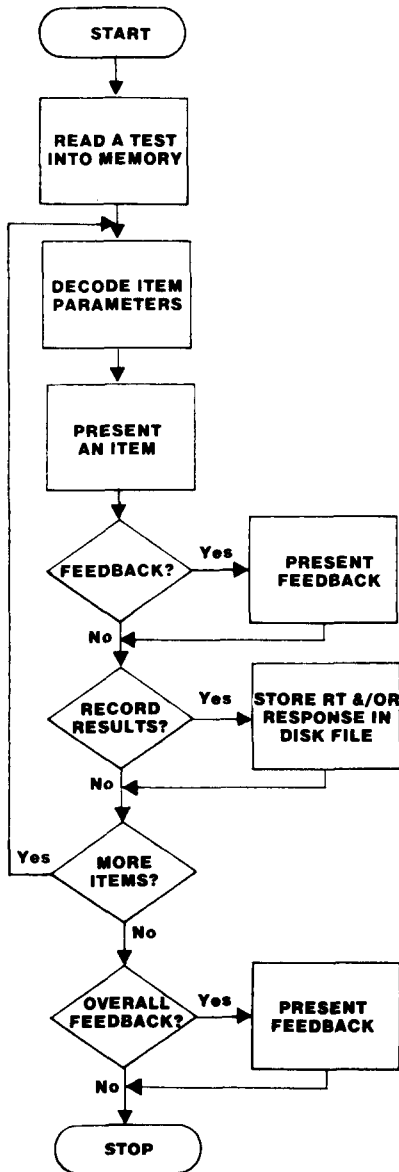 START
READ A TEST
INTO MEMORY
DECODE ITEM
PARAMETERS
PRESENT
AN ITEM
FEEDBACK?
Yes
PRESENT
FEEDBACK
No
RECORD
RESULTS?
Yes
STORE RT &/OR
RESPONSE IN
DISK FILE
No
Yes
MORE
ITEMS?
No
OVERALL
FEEDBACK?
Yes
PRESENT
FEEDBACK
No
STOP